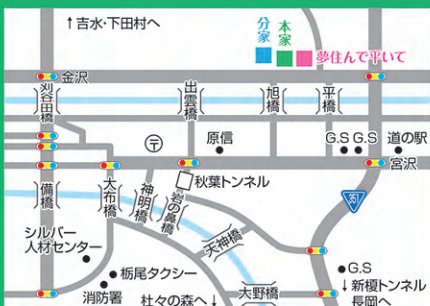 ↑吉水・下田村へ
分家
本家
夢住んで平いて
金沢
刈谷田橋
出雲橋
旭橋
平橋
〒
原信
G.S G.S
道の駅
宮沢
備橋
大布橋
神明橋
岩の鼻橋
秋葉トンネル
天神橋
351
シルバー
人材センター
栃尾タクシー
消防署
杜々の森へ↓
大野橋
G.S
↓新榎トンネル
長岡へ